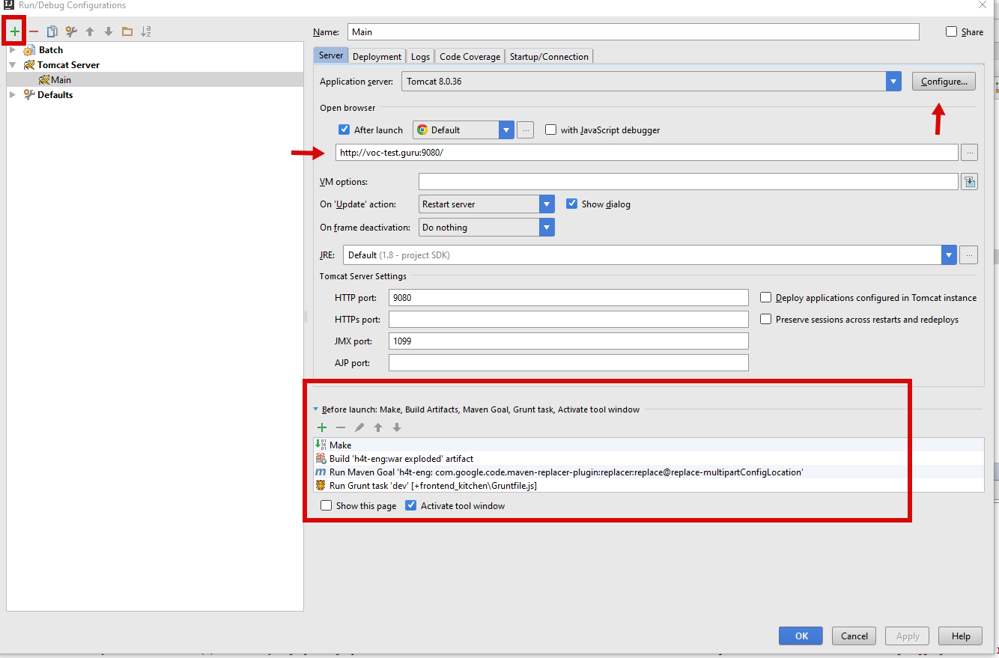 Run/Debug Configurations
Name: Main Share
Batch
Tomcat Server
Main
Defaults
Server Deployment Logs Code Coverage Startup/Connection
Application server: Tomcat 8.0.36 Configure...
Open browser
After launch Default ... with JavaScript debugger
http://voc-test.guru:9080/ ...
VM options:
On 'Update' action: Restart server Show dialog
On frame deactivation: Do nothing
JRE: Default (1.8 - project SDK) ...
Tomcat Server Settings
HTTP port: 9080 Deploy applications configured in Tomcat instance
HTTPs port: Preserve sessions across restarts and redeploys
JMX port: 1099
AJP port:
Before launch: Make, Build Artifacts, Maven Goal, Grunt task, Activate tool window
Make
Build 'h4t-eng:war exploded' artifact
Run Maven Goal 'h4t-eng: com.google.code.maven-replacer-plugin:replacer:replace@replace-multipartConfigLocation'
Run Grunt task 'dev' [+frontend_kitchen\Gruntfile.js]
Show this page Activate tool window
OK Cancel Apply Help